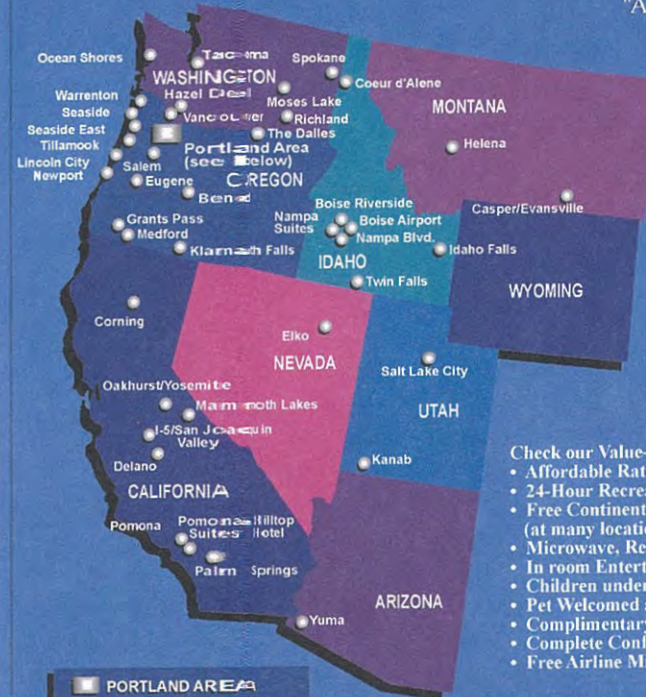 "A
Ocean Shores
Tacoma
Spokane
WASHINGTON
Coeur d'Alene
Hazel Dell
Moses Lake
MONTANA
Warrenton
Seaside
Vancouver
Richland
Seaside East
The Dalles
Tillamook
Portland Area
(see below)
Helena
Lincoln City
Salem
Newport
Eugene
OREGON
Bend
Boise Riverside
Casper/Evansville
Grants Pass
Nampa
Suites
Boise Airport
Medford
Nampa Blvd.
Klamath Falls
Idaho Falls
IDAHO
Twin Falls
WYOMING
Corning
Elko
NEVADA
Salt Lake City
Oakhurst/Yosemite
Mammoth Lakes
UTAH
I-5/San Joaquin
Valley
Delano
Kanab
CALIFORNIA
Pomona
Pomona Hilltop
Suites Hotel
Palm Springs
ARIZONA
Yuma
Check our Value-
• Affordable Rat
• 24-Hour Recre
• Free Continent
(at many locatio
• Microwave, Re
• In room Entert
• Children under
• Pet Welcomed
• Complimentary
• Complete Conf
• Free Airline Mi
PORTLAND AREA